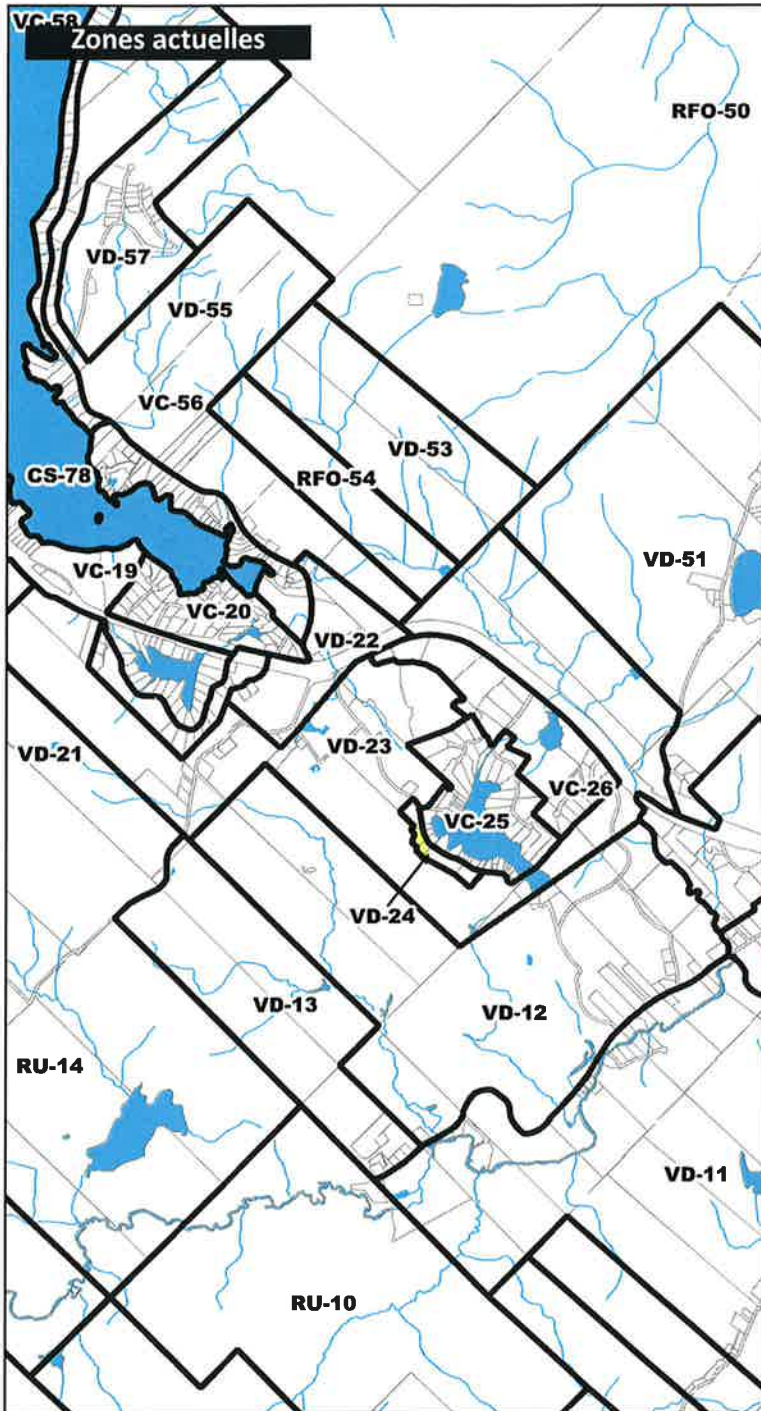 VC-58
Zones actuelles
RFO-50
VD-57
VD-55
VC-56
VD-53
RFO-54
CS-78
VD-51
VC-19
VC-20
VD-22
VD-23
VD-21
VC-26
VC-25
VD-24
VD-13
VD-12
RU-14
VD-11
RU-10